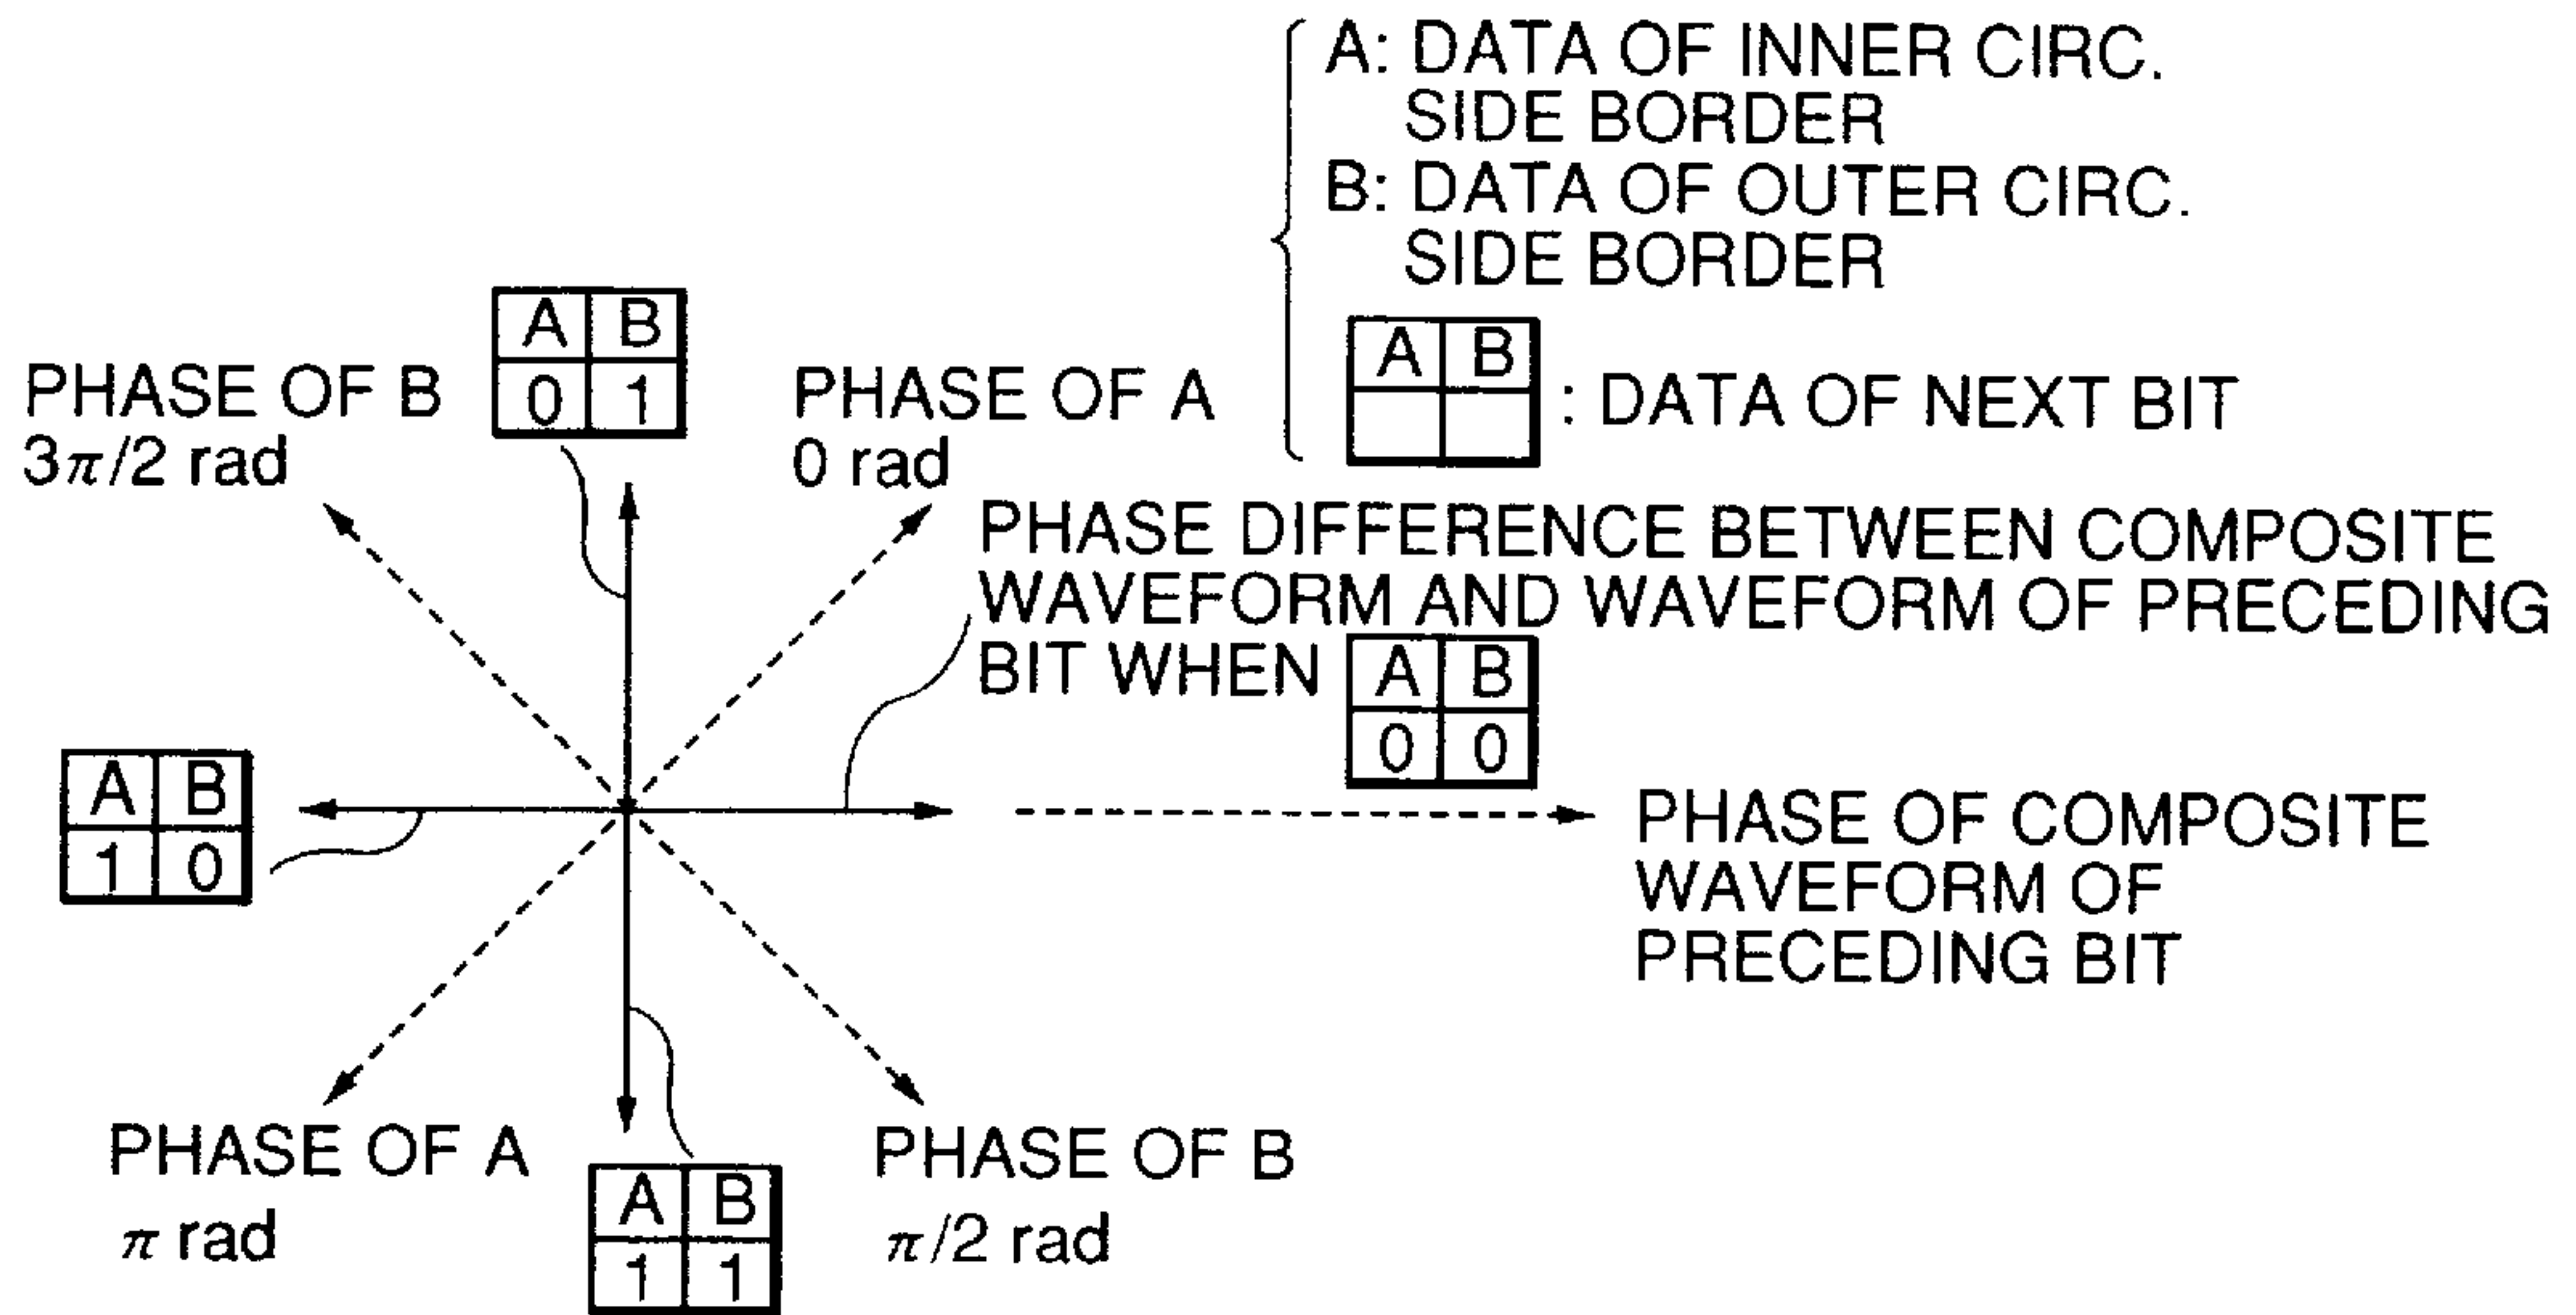 A: DATA OF INNER CIRC.
SIDE BORDER
B: DATA OF OUTER CIRC.
SIDE BORDER
A B
: DATA OF NEXT BIT
A B
0 1
PHASE OF B
3π/2 rad
PHASE OF A
0 rad
PHASE DIFFERENCE BETWEEN COMPOSITE
WAVEFORM AND WAVEFORM OF PRECEDING
BIT WHEN
A B
0 0
A B
1 0
PHASE OF COMPOSITE
WAVEFORM OF
PRECEDING BIT
PHASE OF A
π rad
A B
1 1
PHASE OF B
π/2 rad